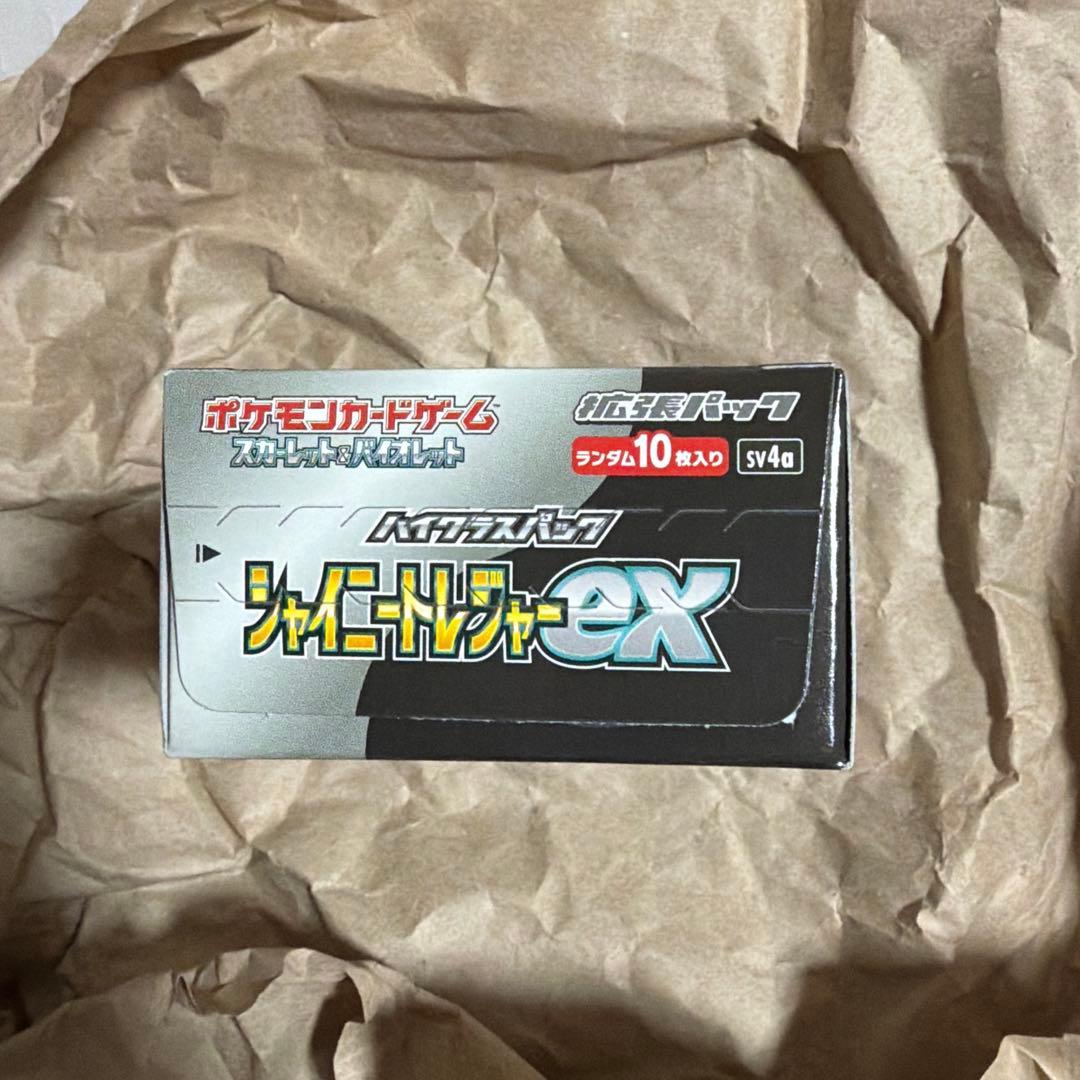 ポケモンカードゲーム
スカーレット&バイオレット
拡張パック
ランダム10枚入り
sv4a
ハイクラスパック
シャイニートレジャーex